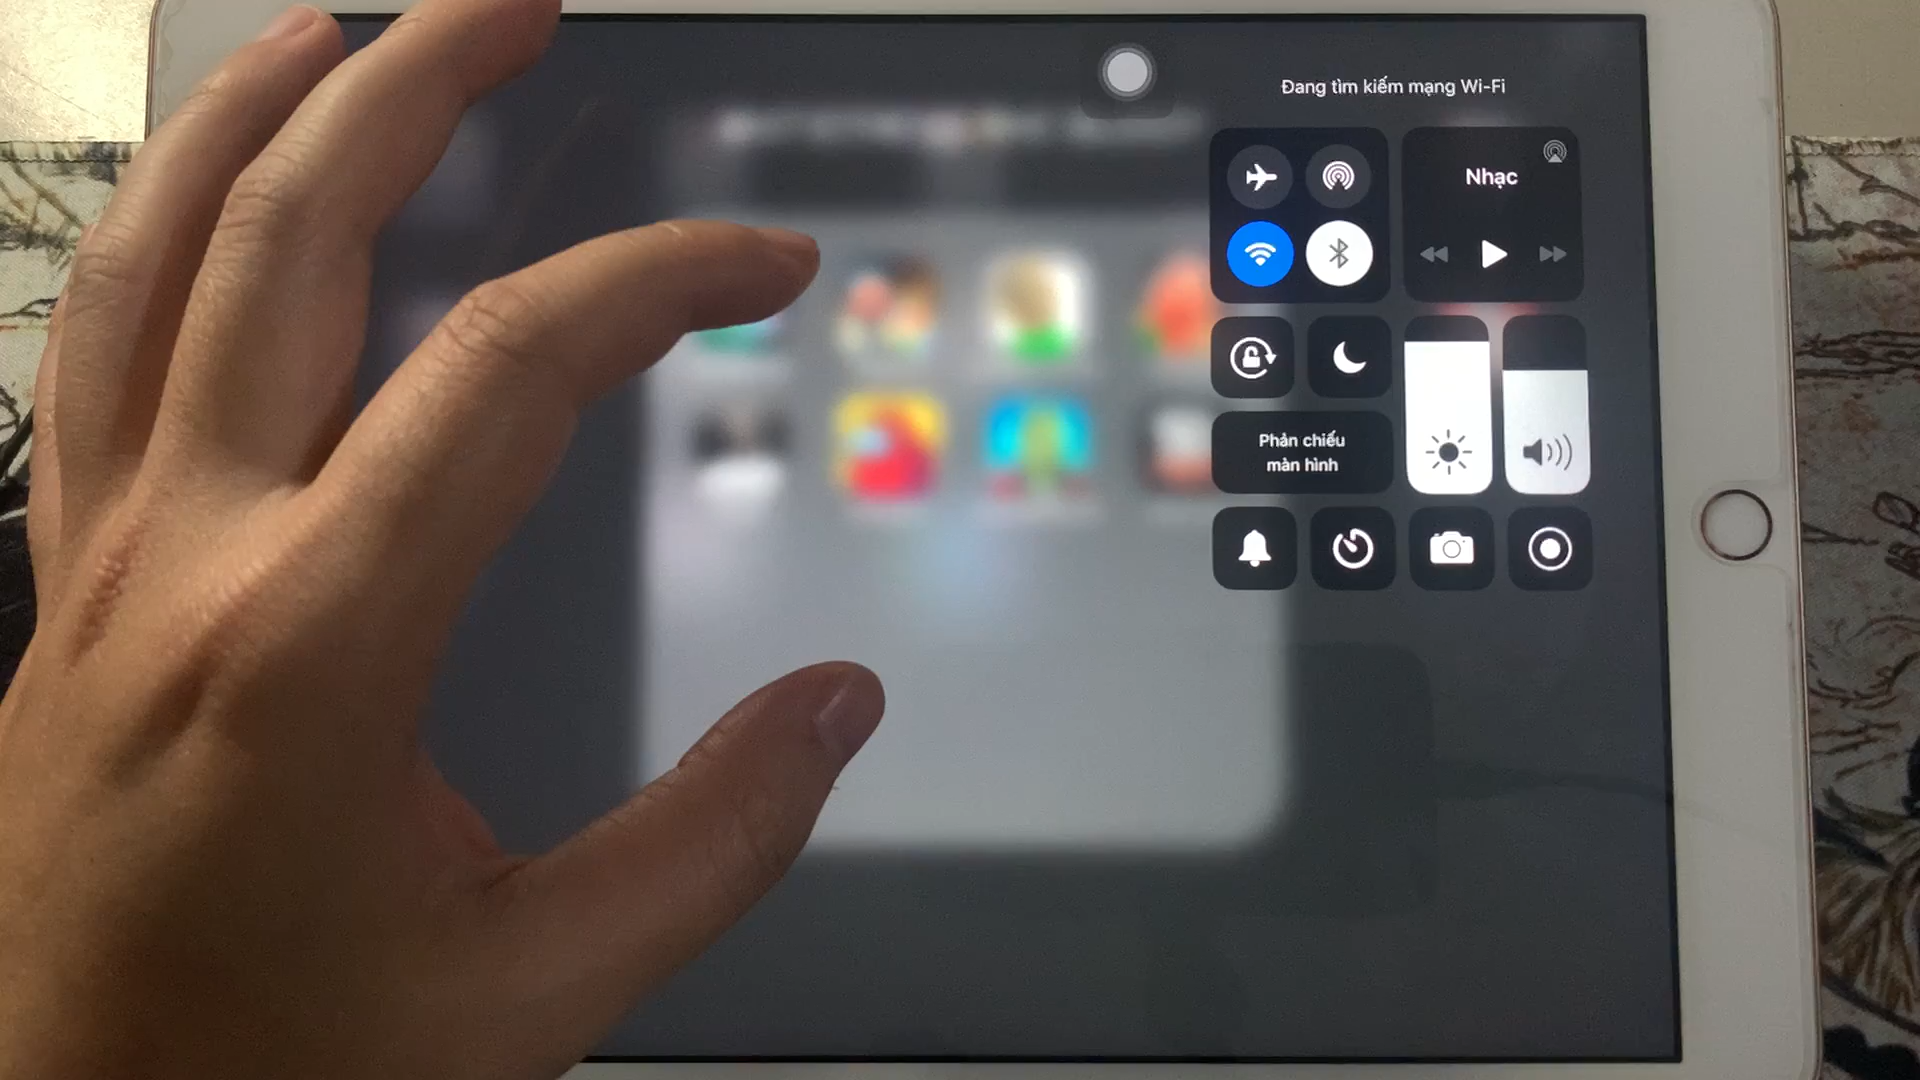 Đang tìm kiếm mạng Wi-Fi
Nhạc
Phản chiếu
màn hình